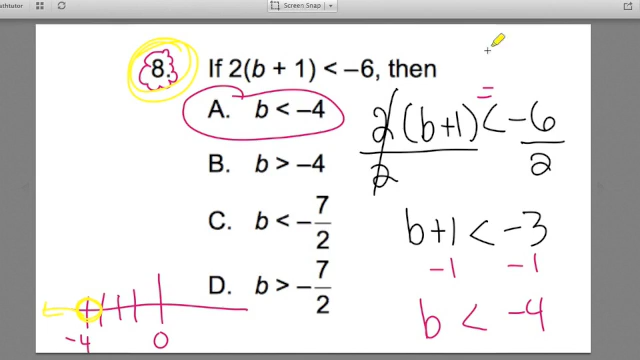 mathtutor
Screen Snap
8. If 2(b + 1) < –6, then
A. b < –4
B. b > –4
C. b < –7/2
D. b > –7/2
=
2(b+1) < –6
2 2
b+1 < –3
–1 –1
b < –4
–4 0